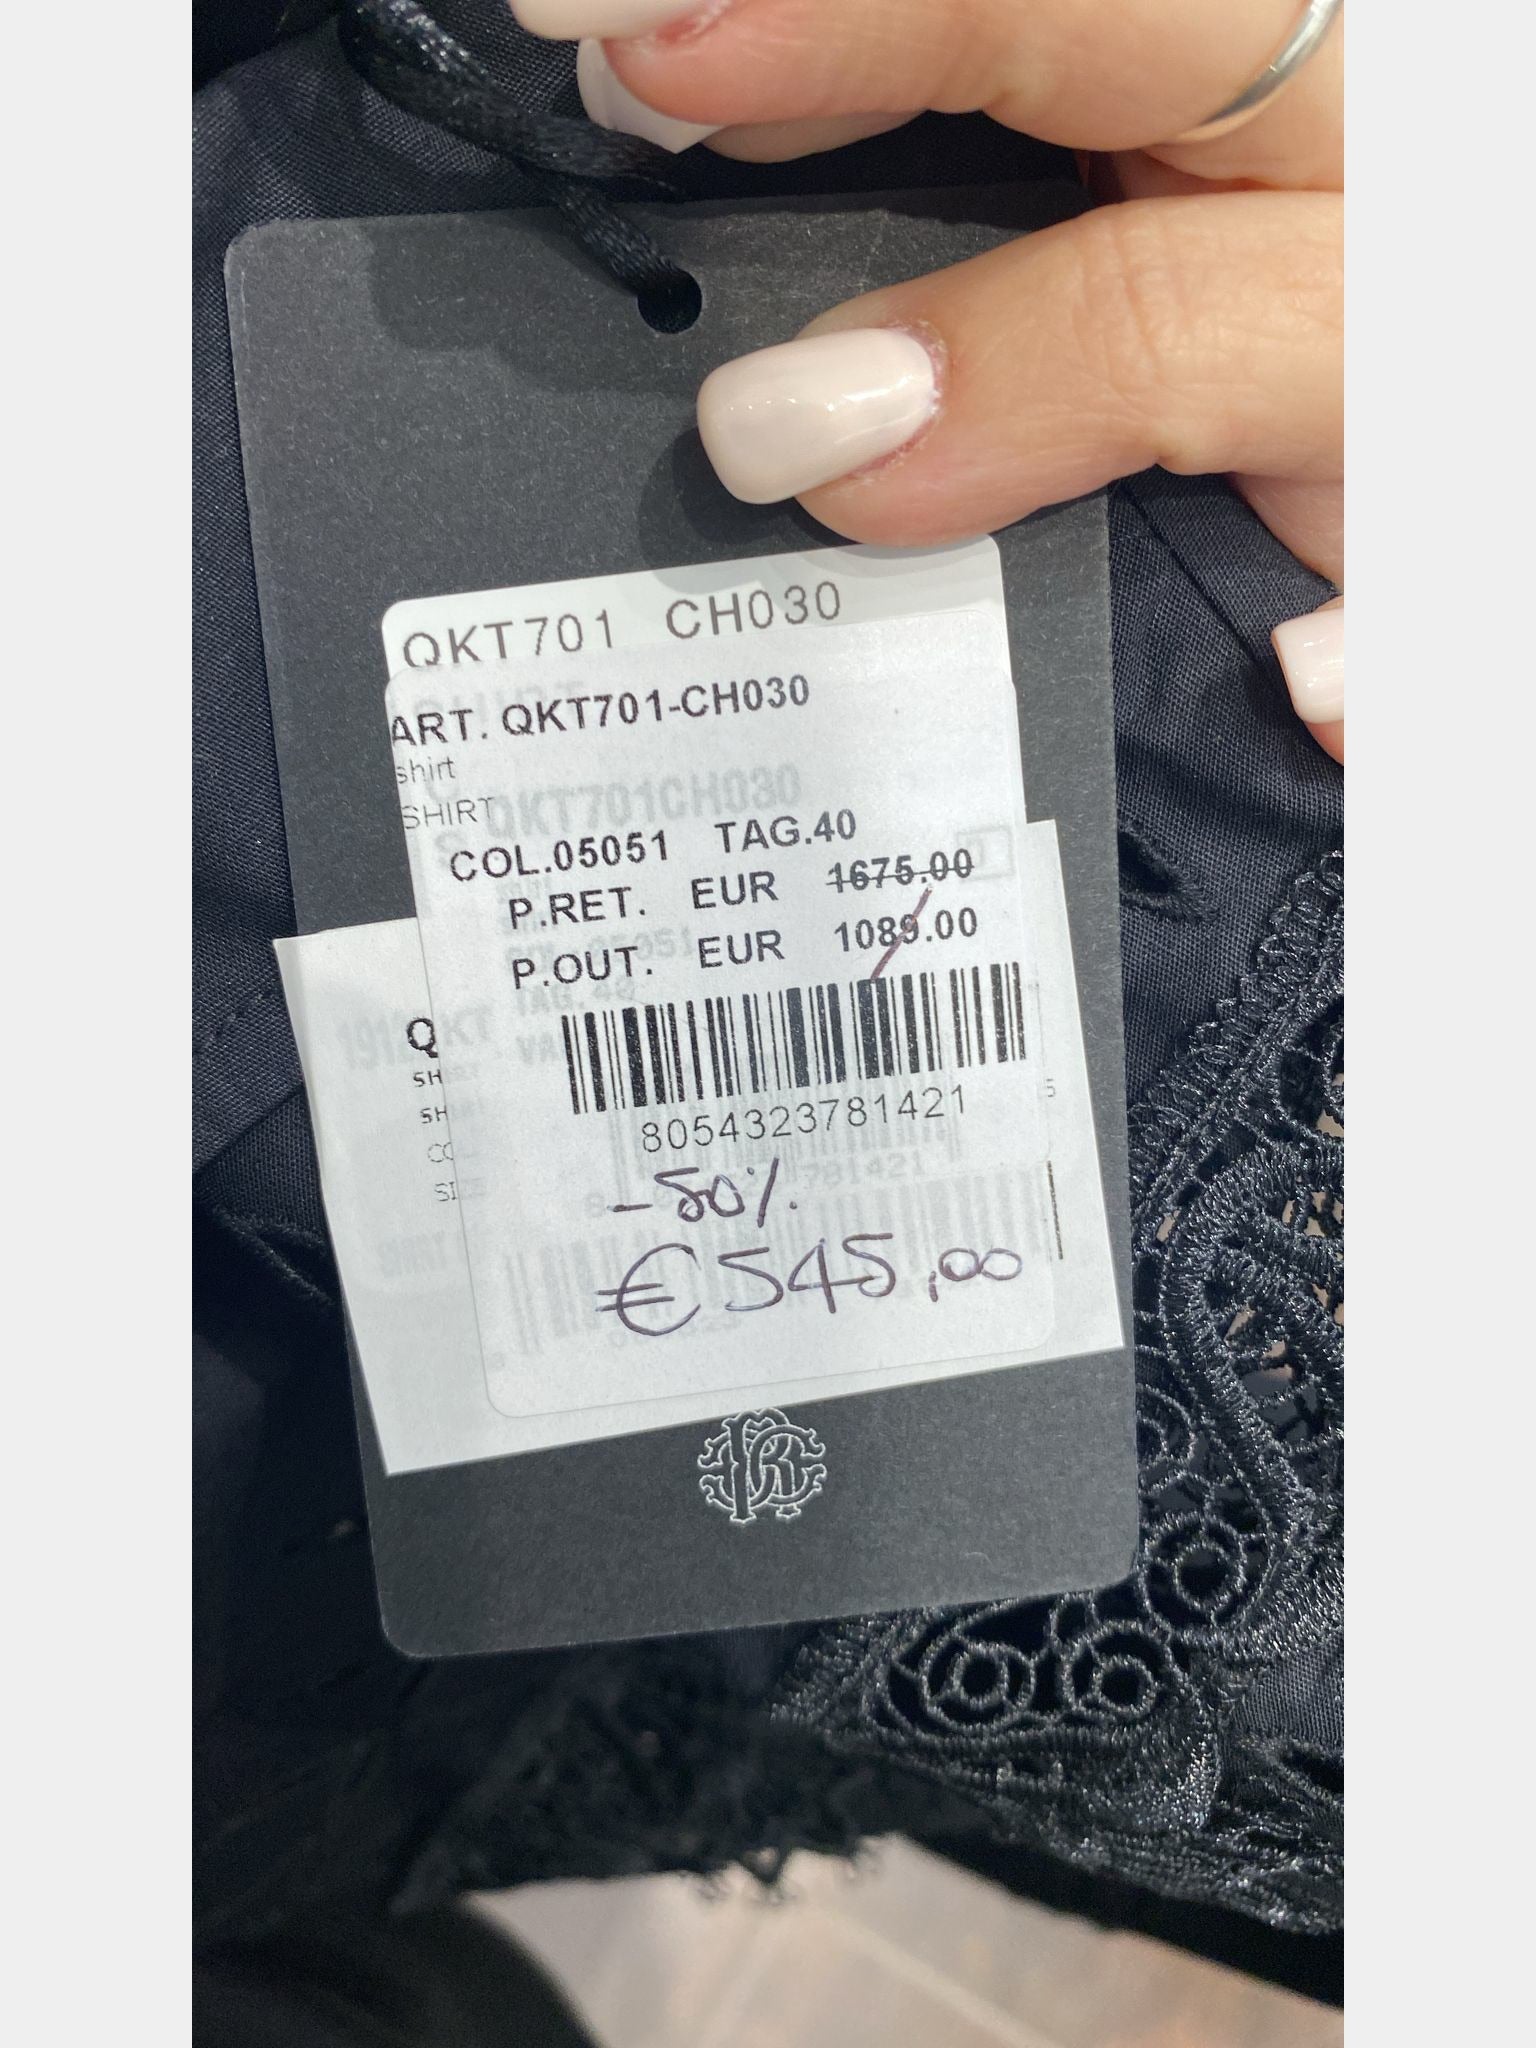 QKT701 CH030
ART. QKT701-CH030
shirt
SHIRT
QKT701CH030
COL.05051 TAG.40
P.RET. EUR 1675.00
P.OUT. EUR 1089.00
8054323781421
-50%
€545,00